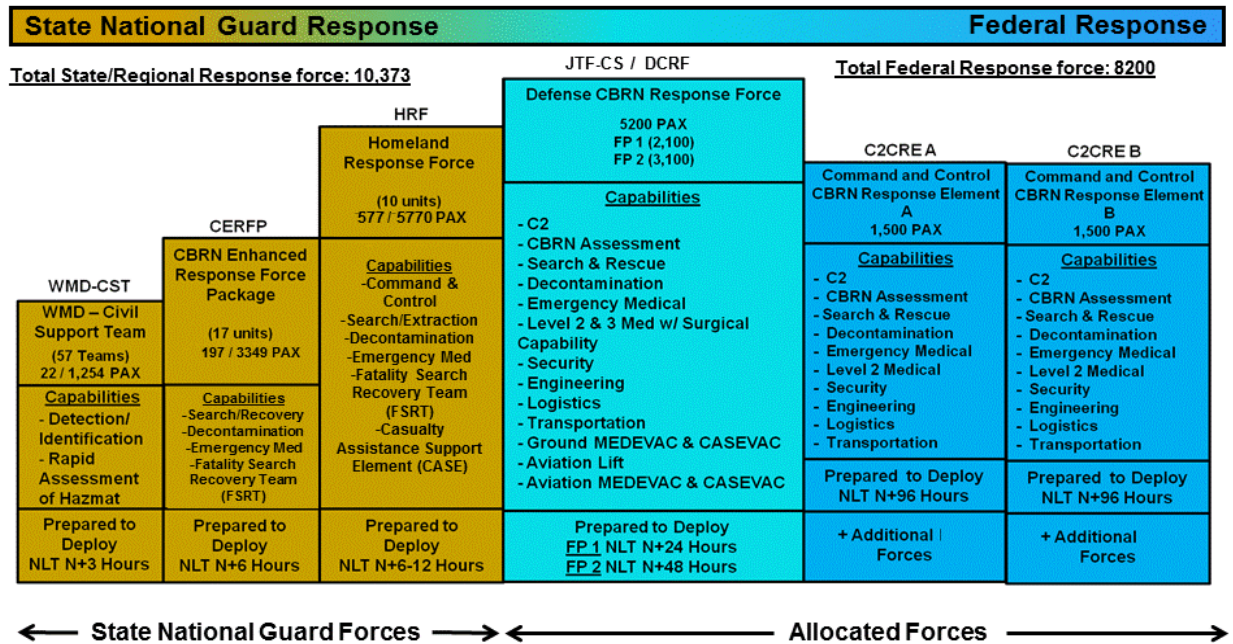 State National Guard Response
Federal Response
Total State/Regional Response force: 10,373
Total Federal Response force: 8200
WMD-CST
WMD – Civil
Support Team
(57 Teams)
22 / 1,254 PAX
Capabilities
- Detection/
Identification
- Rapid
Assessment
of Hazmat
Prepared to
Deploy
NLT N+3 Hours
CERFP
CBRN Enhanced
Response Force
Package
(17 units)
197 / 3349 PAX
Capabilities
-Search/Recovery
-Decontamination
-Emergency Med
-Fatality Search
Recovery Team
(FSRT)
Prepared to
Deploy
NLT N+6 Hours
HRF
Homeland
Response Force
(10 units)
577 / 5770 PAX
Capabilities
-Command &
Control
-Search/Extraction
-Decontamination
-Emergency Med
-Fatality Search
Recovery Team
(FSRT)
-Casualty
Assistance Support
Element (CASE)
Prepared to
Deploy
NLT N+6-12 Hours
JTF-CS / DCRF
Defense CBRN Response Force
5200 PAX
FP 1 (2,100)
FP 2 (3,100)
Capabilities
- C2
- CBRN Assessment
- Search & Rescue
- Decontamination
- Emergency Medical
- Level 2 & 3 Med w/ Surgical
Capability
- Security
- Engineering
- Logistics
- Transportation
- Ground MEDEVAC & CASEVAC
- Aviation Lift
- Aviation MEDEVAC & CASEVAC
Prepared to Deploy
FP 1 NLT N+24 Hours
FP 2 NLT N+48 Hours
C2CRE A
Command and Control
CBRN Response Element
A
1,500 PAX
Capabilities
- C2
- CBRN Assessment
- Search & Rescue
- Decontamination
- Emergency Medical
- Level 2 Medical
- Security
- Engineering
- Logistics
- Transportation
Prepared to Deploy
NLT N+96 Hours
+ Additional
Forces
C2CRE B
Command and Control
CBRN Response Element
B
1,500 PAX
Capabilities
- C2
- CBRN Assessment
- Search & Rescue
- Decontamination
- Emergency Medical
- Level 2 Medical
- Security
- Engineering
- Logistics
- Transportation
Prepared to Deploy
NLT N+96 Hours
+ Additional
Forces
State National Guard Forces
Allocated Forces